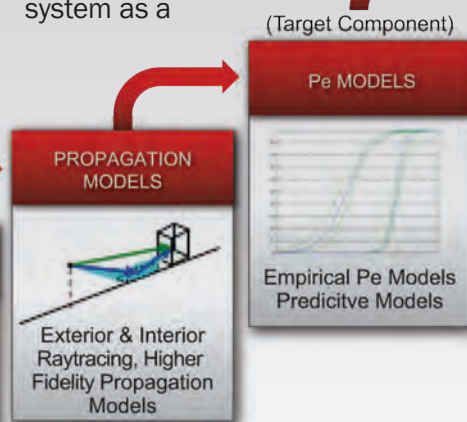 system as a
(Target Component)
Pe MODELS
Empirical Pe Models
Predicitve Models
PROPAGATION
MODELS
Exterior & Interior
Raytracing, Higher
Fidelity Propagation
Models